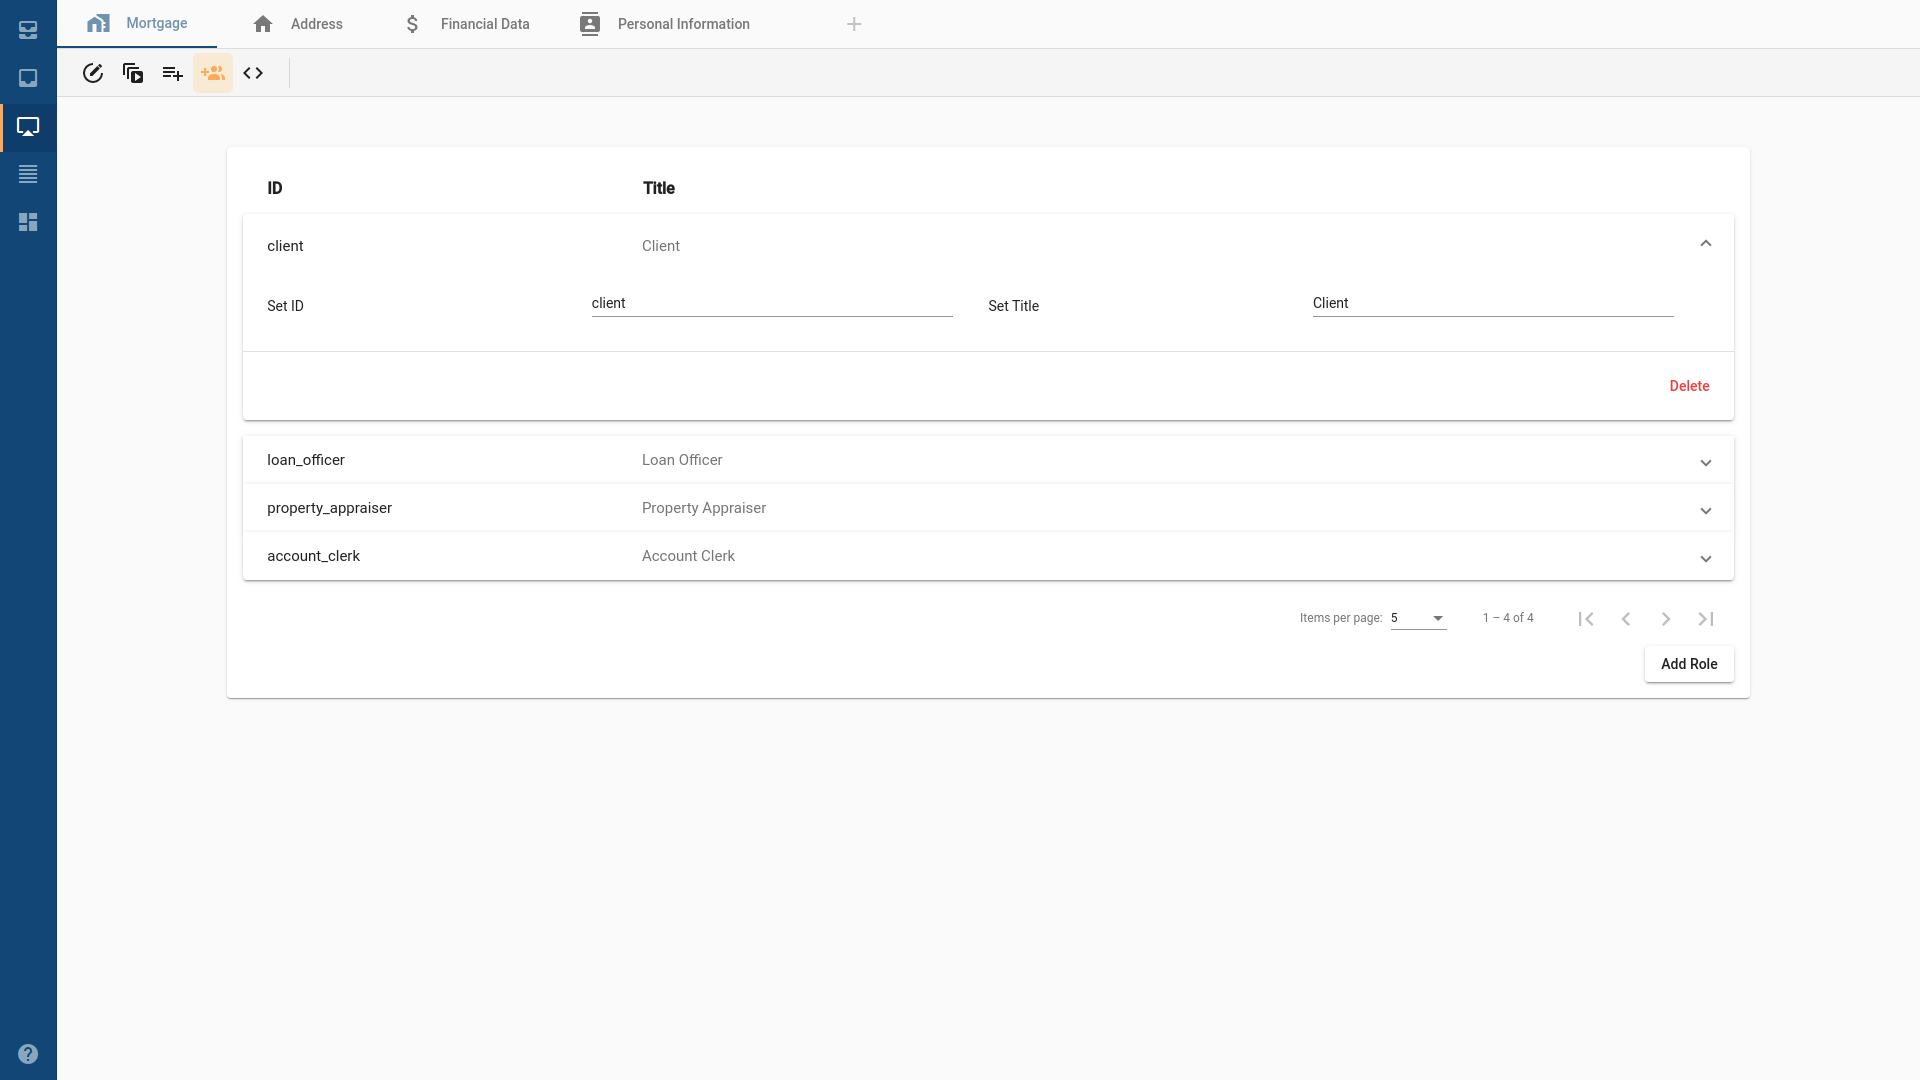 Mortgage
Address
Financial Data
Personal Information
ID Title
client Client
Set ID client Set Title Client
Delete
loan_officer Loan Officer
property_appraiser Property Appraiser
account_clerk Account Clerk
Items per page: 5 1 – 4 of 4
Add Role